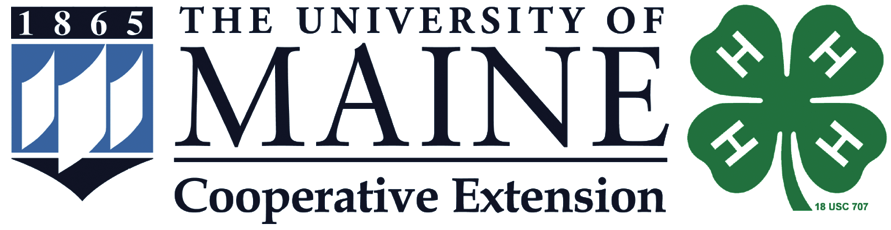 1865
THE UNIVERSITY OF
MAINE
Cooperative Extension
H H
H H
18 USC 707